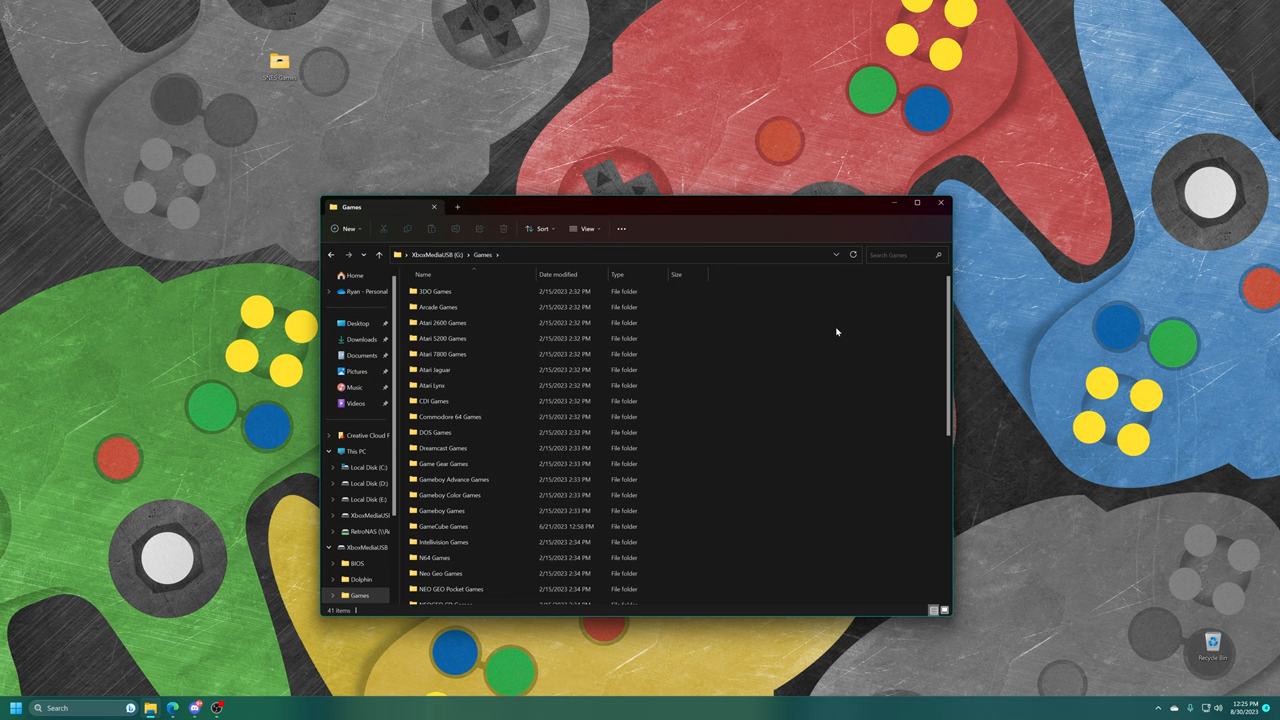 SNES Games
Games
New
Sort
View
XboxMediaUSB (G:) Games
Search Games
Name Date modified Type Size
Home
Ryan - Personal
Desktop
Downloads
Documents
Pictures
Music
Videos
Creative Cloud F
This PC
Local Disk (C:)
Local Disk (D:)
Local Disk (E:)
XboxMediaUSB
RetroNAS (\\Re
XboxMediaUSB
BIOS
Dolphin
Games
3DO Games 2/15/2023 2:32 PM File folder
Arcade Games 2/15/2023 2:32 PM File folder
Atari 2600 Games 2/15/2023 2:32 PM File folder
Atari 5200 Games 2/15/2023 2:32 PM File folder
Atari 7800 Games 2/15/2023 2:32 PM File folder
Atari Jaguar 2/15/2023 2:32 PM File folder
Atari Lynx 2/15/2023 2:32 PM File folder
CDI Games 2/15/2023 2:32 PM File folder
Commodore 64 Games 2/15/2023 2:32 PM File folder
DOS Games 2/15/2023 2:32 PM File folder
Dreamcast Games 2/15/2023 2:33 PM File folder
Game Gear Games 2/15/2023 2:33 PM File folder
Gameboy Advance Games 2/15/2023 2:33 PM File folder
Gameboy Color Games 2/15/2023 2:33 PM File folder
Gameboy Games 2/15/2023 2:33 PM File folder
GameCube Games 6/21/2023 12:58 PM File folder
Intellivision Games 2/15/2023 2:34 PM File folder
N64 Games 2/15/2023 2:34 PM File folder
Neo Geo Games 2/15/2023 2:34 PM File folder
NEO GEO Pocket Games 2/15/2023 2:34 PM File folder
41 items
Recycle Bin
Search
12:25 PM
8/30/2023